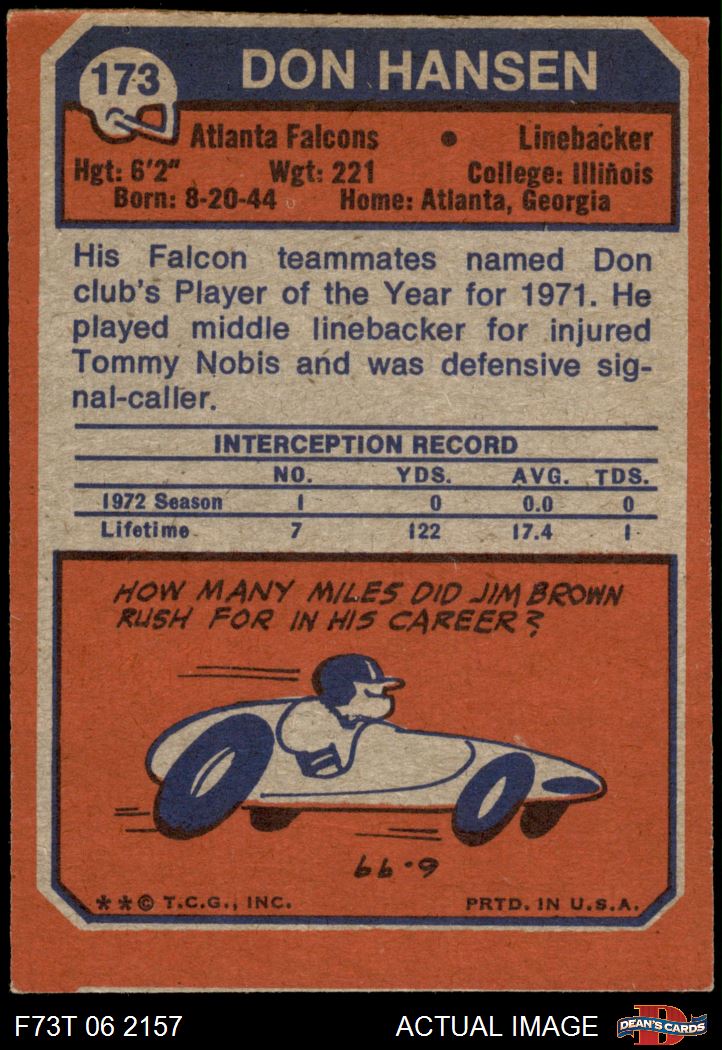 173
DON HANSEN
Atlanta Falcons • Linebacker
Hgt: 6'2" Wgt: 221 College: Illinois
Born: 8-20-44 Home: Atlanta, Georgia
His Falcon teammates named Don
club's Player of the Year for 1971. He
played middle linebacker for injured
Tommy Nobis and was defensive sig-
nal-caller.
INTERCEPTION RECORD
NO. YDS. AVG. TDS.
1972 Season 1 0 0.0 0
Lifetime 7 122 17.4 1
HOW MANY MILES DID JIM BROWN
RUSH FOR IN HIS CAREER?
66.9
**© T.C.G., INC. PRTD. IN U.S.A.
F73T 06 2157 ACTUAL IMAGE DEAN'S CARDS